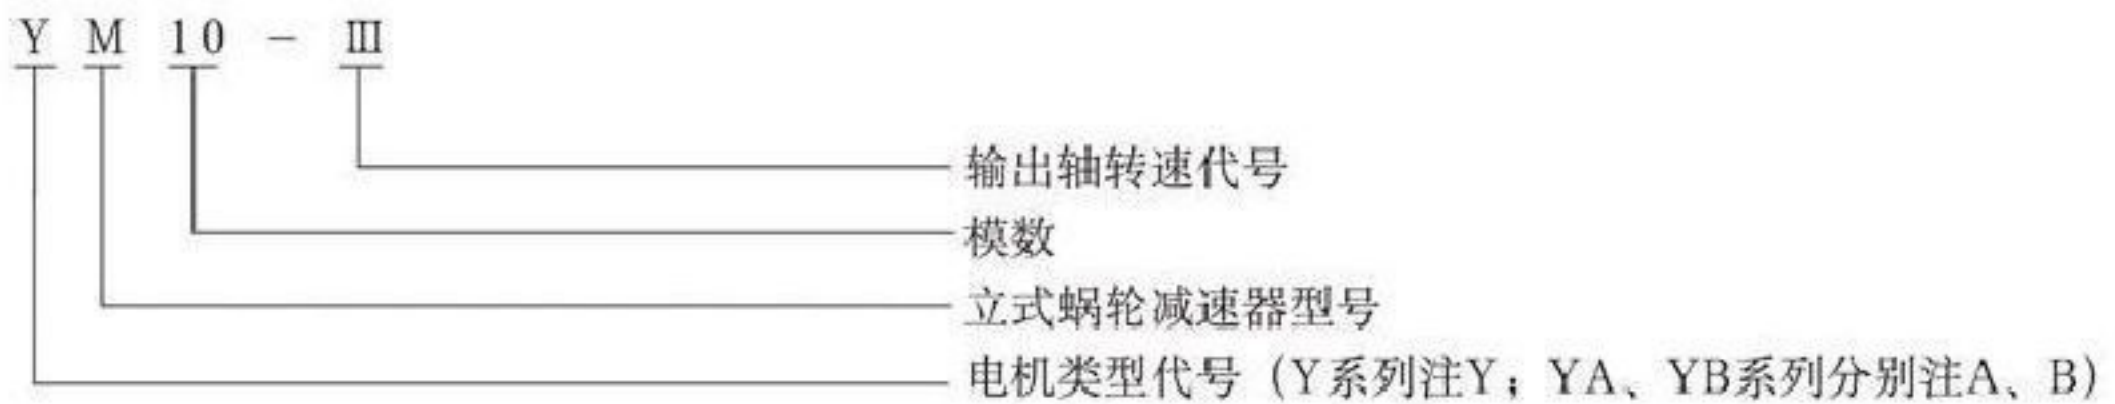 Y M 10 - Ⅲ
输出轴转速代号
模数
立式蜗轮减速器型号
电机类型代号（Y系列注Y；YA、YB系列分别注A、B）